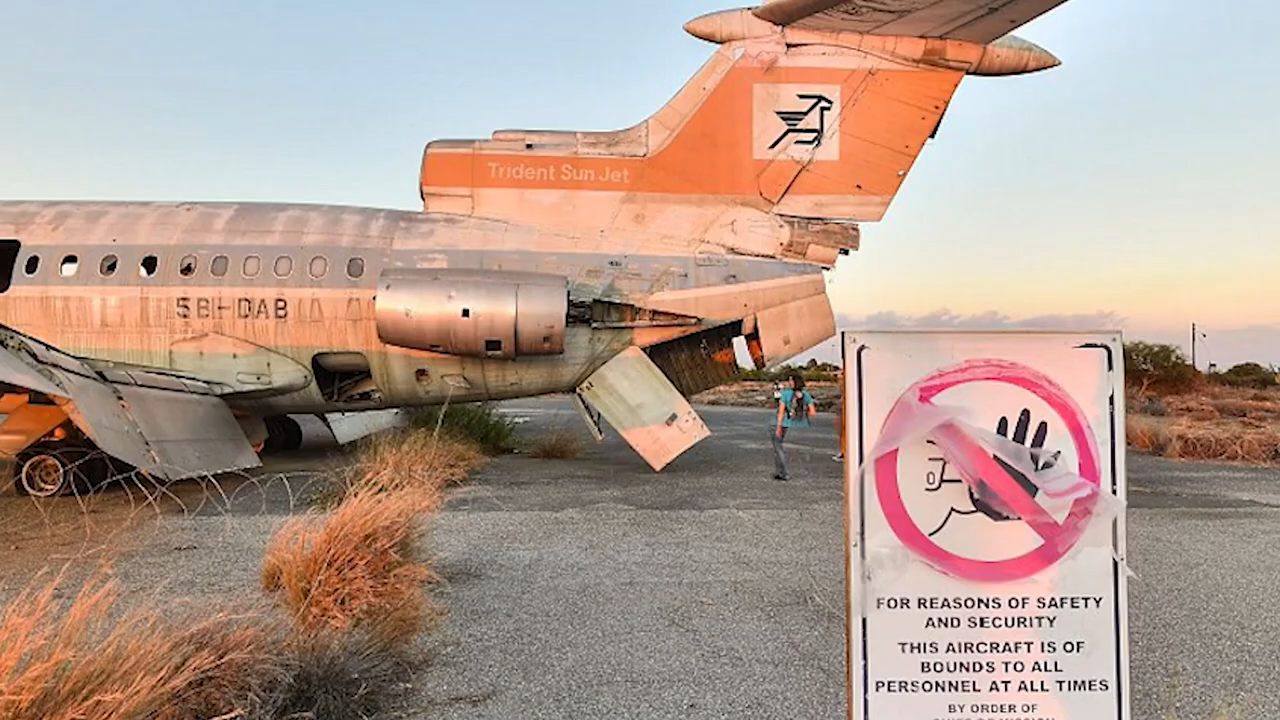 Trident Sun Jet
5B-DAB
FOR REASONS OF SAFETY
AND SECURITY
THIS AIRCRAFT IS OF
BOUNDS TO ALL
PERSONNEL AT ALL TIMES
BY ORDER OF